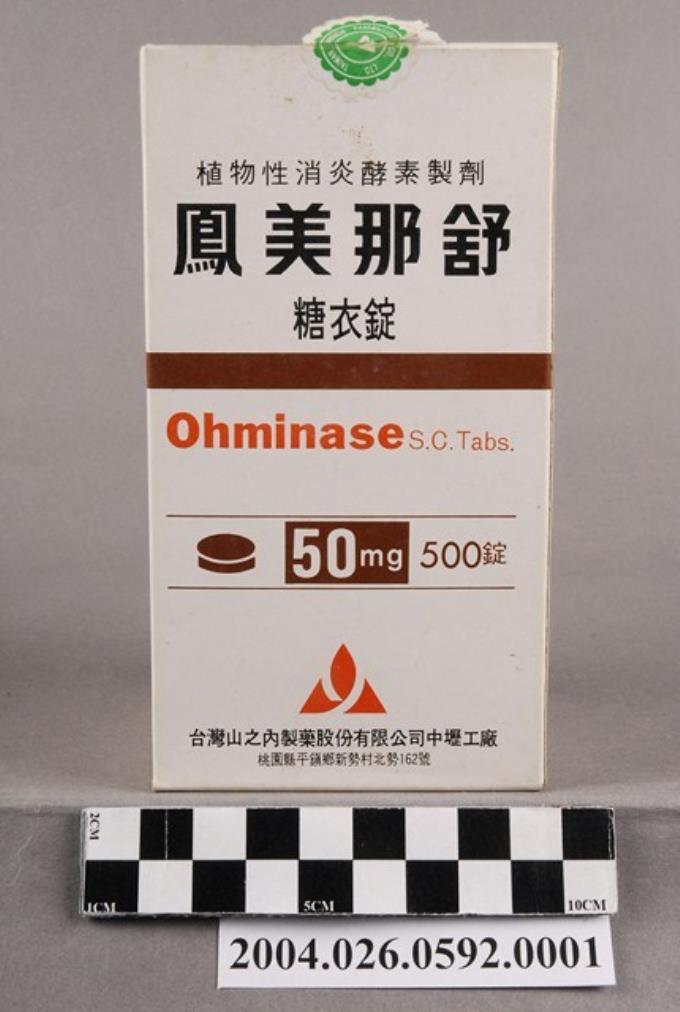 植物性消炎酵素製劑
鳳美那舒
糖衣錠
Ohminase S.C. Tabs.
50mg 500錠
台灣山之內製藥股份有限公司中壢工廠
桃園縣平鎮鄉新勢村北勢162號
2CM
1CM 5CM 10CM
2004.026.0592.0001